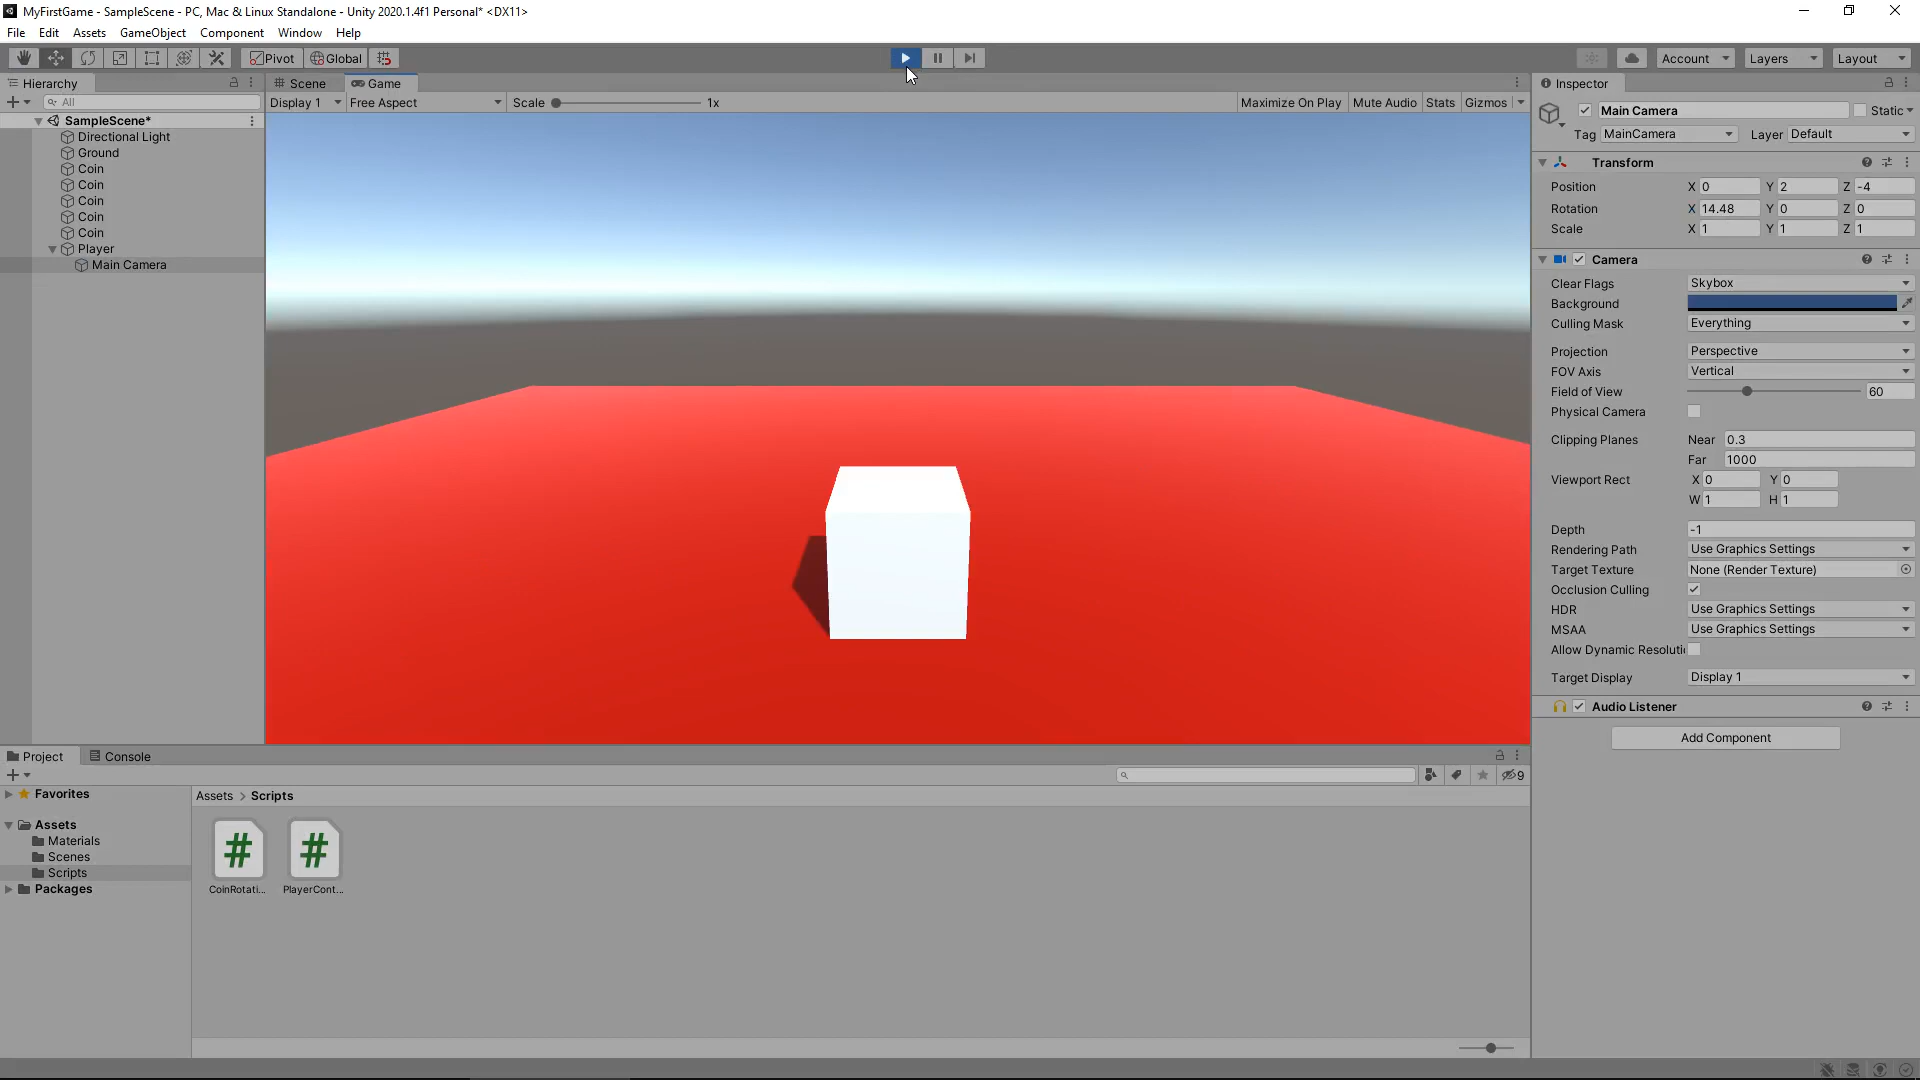 MyFirstGame - SampleScene - PC, Mac & Linux Standalone - Unity 2020.1.4f1 Personal* <DX11>
File Edit Assets GameObject Component Window Help
Pivot Global Account Layers Layout
Hierarchy Scene Game Inspector
All Display 1 Free Aspect Scale 1x Maximize On Play Mute Audio Stats Gizmos
Main Camera Static
SampleScene*
Tag MainCamera Layer Default
Directional Light
Ground
Coin
Coin
Coin
Coin
Coin
Player
Main Camera
Transform
Position X 0 Y 2 Z -4
Rotation X 14.48 Y 0 Z 0
Scale X 1 Y 1 Z 1
Camera
Clear Flags Skybox
Background
Culling Mask Everything
Projection Perspective
FOV Axis Vertical
Field of View 60
Physical Camera
Clipping Planes Near 0.3
Far 1000
Viewport Rect X 0 Y 0
W 1 H 1
Depth -1
Rendering Path Use Graphics Settings
Target Texture None (Render Texture)
Occlusion Culling
HDR Use Graphics Settings
MSAA Use Graphics Settings
Allow Dynamic Resoluti
Target Display Display 1
Audio Listener
Add Component
Project Console
9
Favorites
Assets
Materials
Scenes
Scripts
Packages
Assets > Scripts
# #
CoinRotati... PlayerCont...